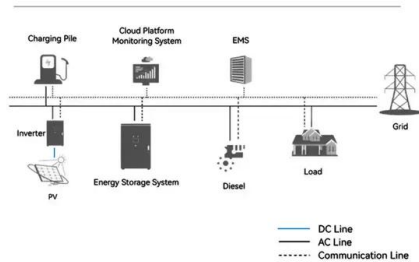 Charging Pile
Cloud Platform
Monitoring System
EMS
Grid
Inverter
PV
Energy Storage System
Diesel
Load
DC Line
AC Line
Communication Line